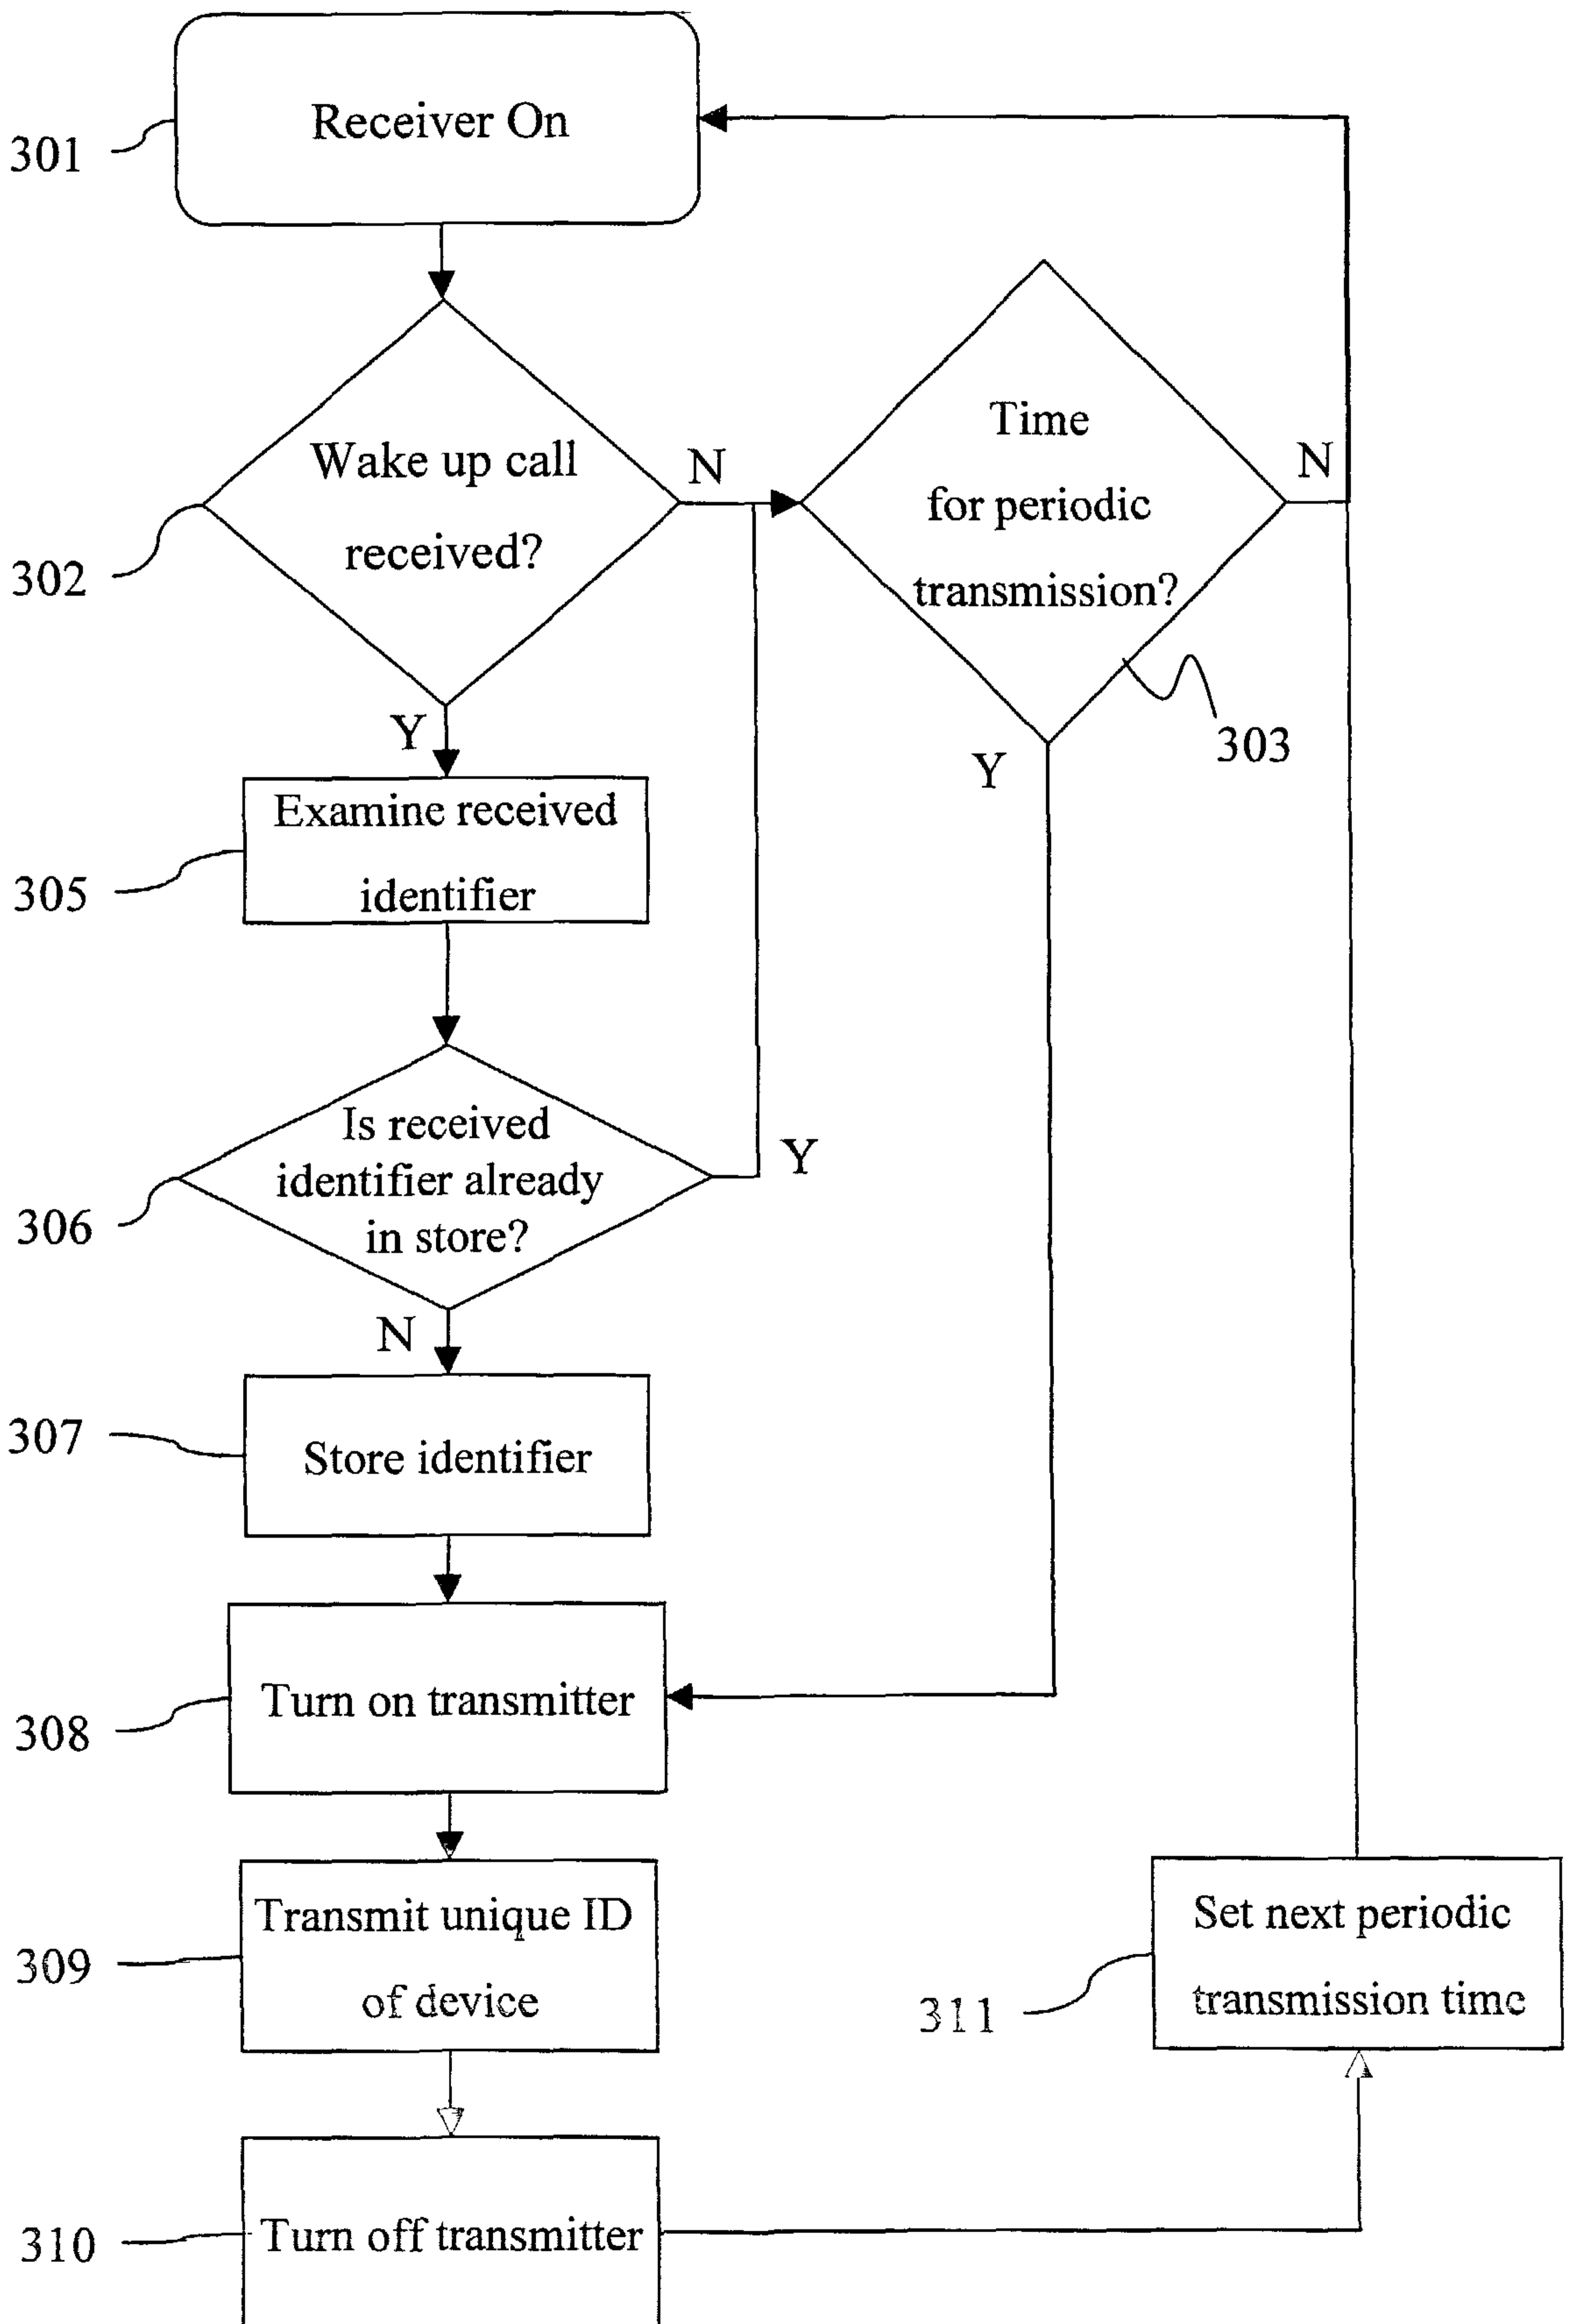 Receiver On
301
Wake up call
received?
302
N
Time
for periodic
transmission?
N
303
Y
Y
Examine received
identifier
305
Is received
identifier already
in store?
306
Y
N
Store identifier
307
Turn on transmitter
308
Transmit unique ID
of device
309
Set next periodic
transmission time
311
Turn off transmitter
310